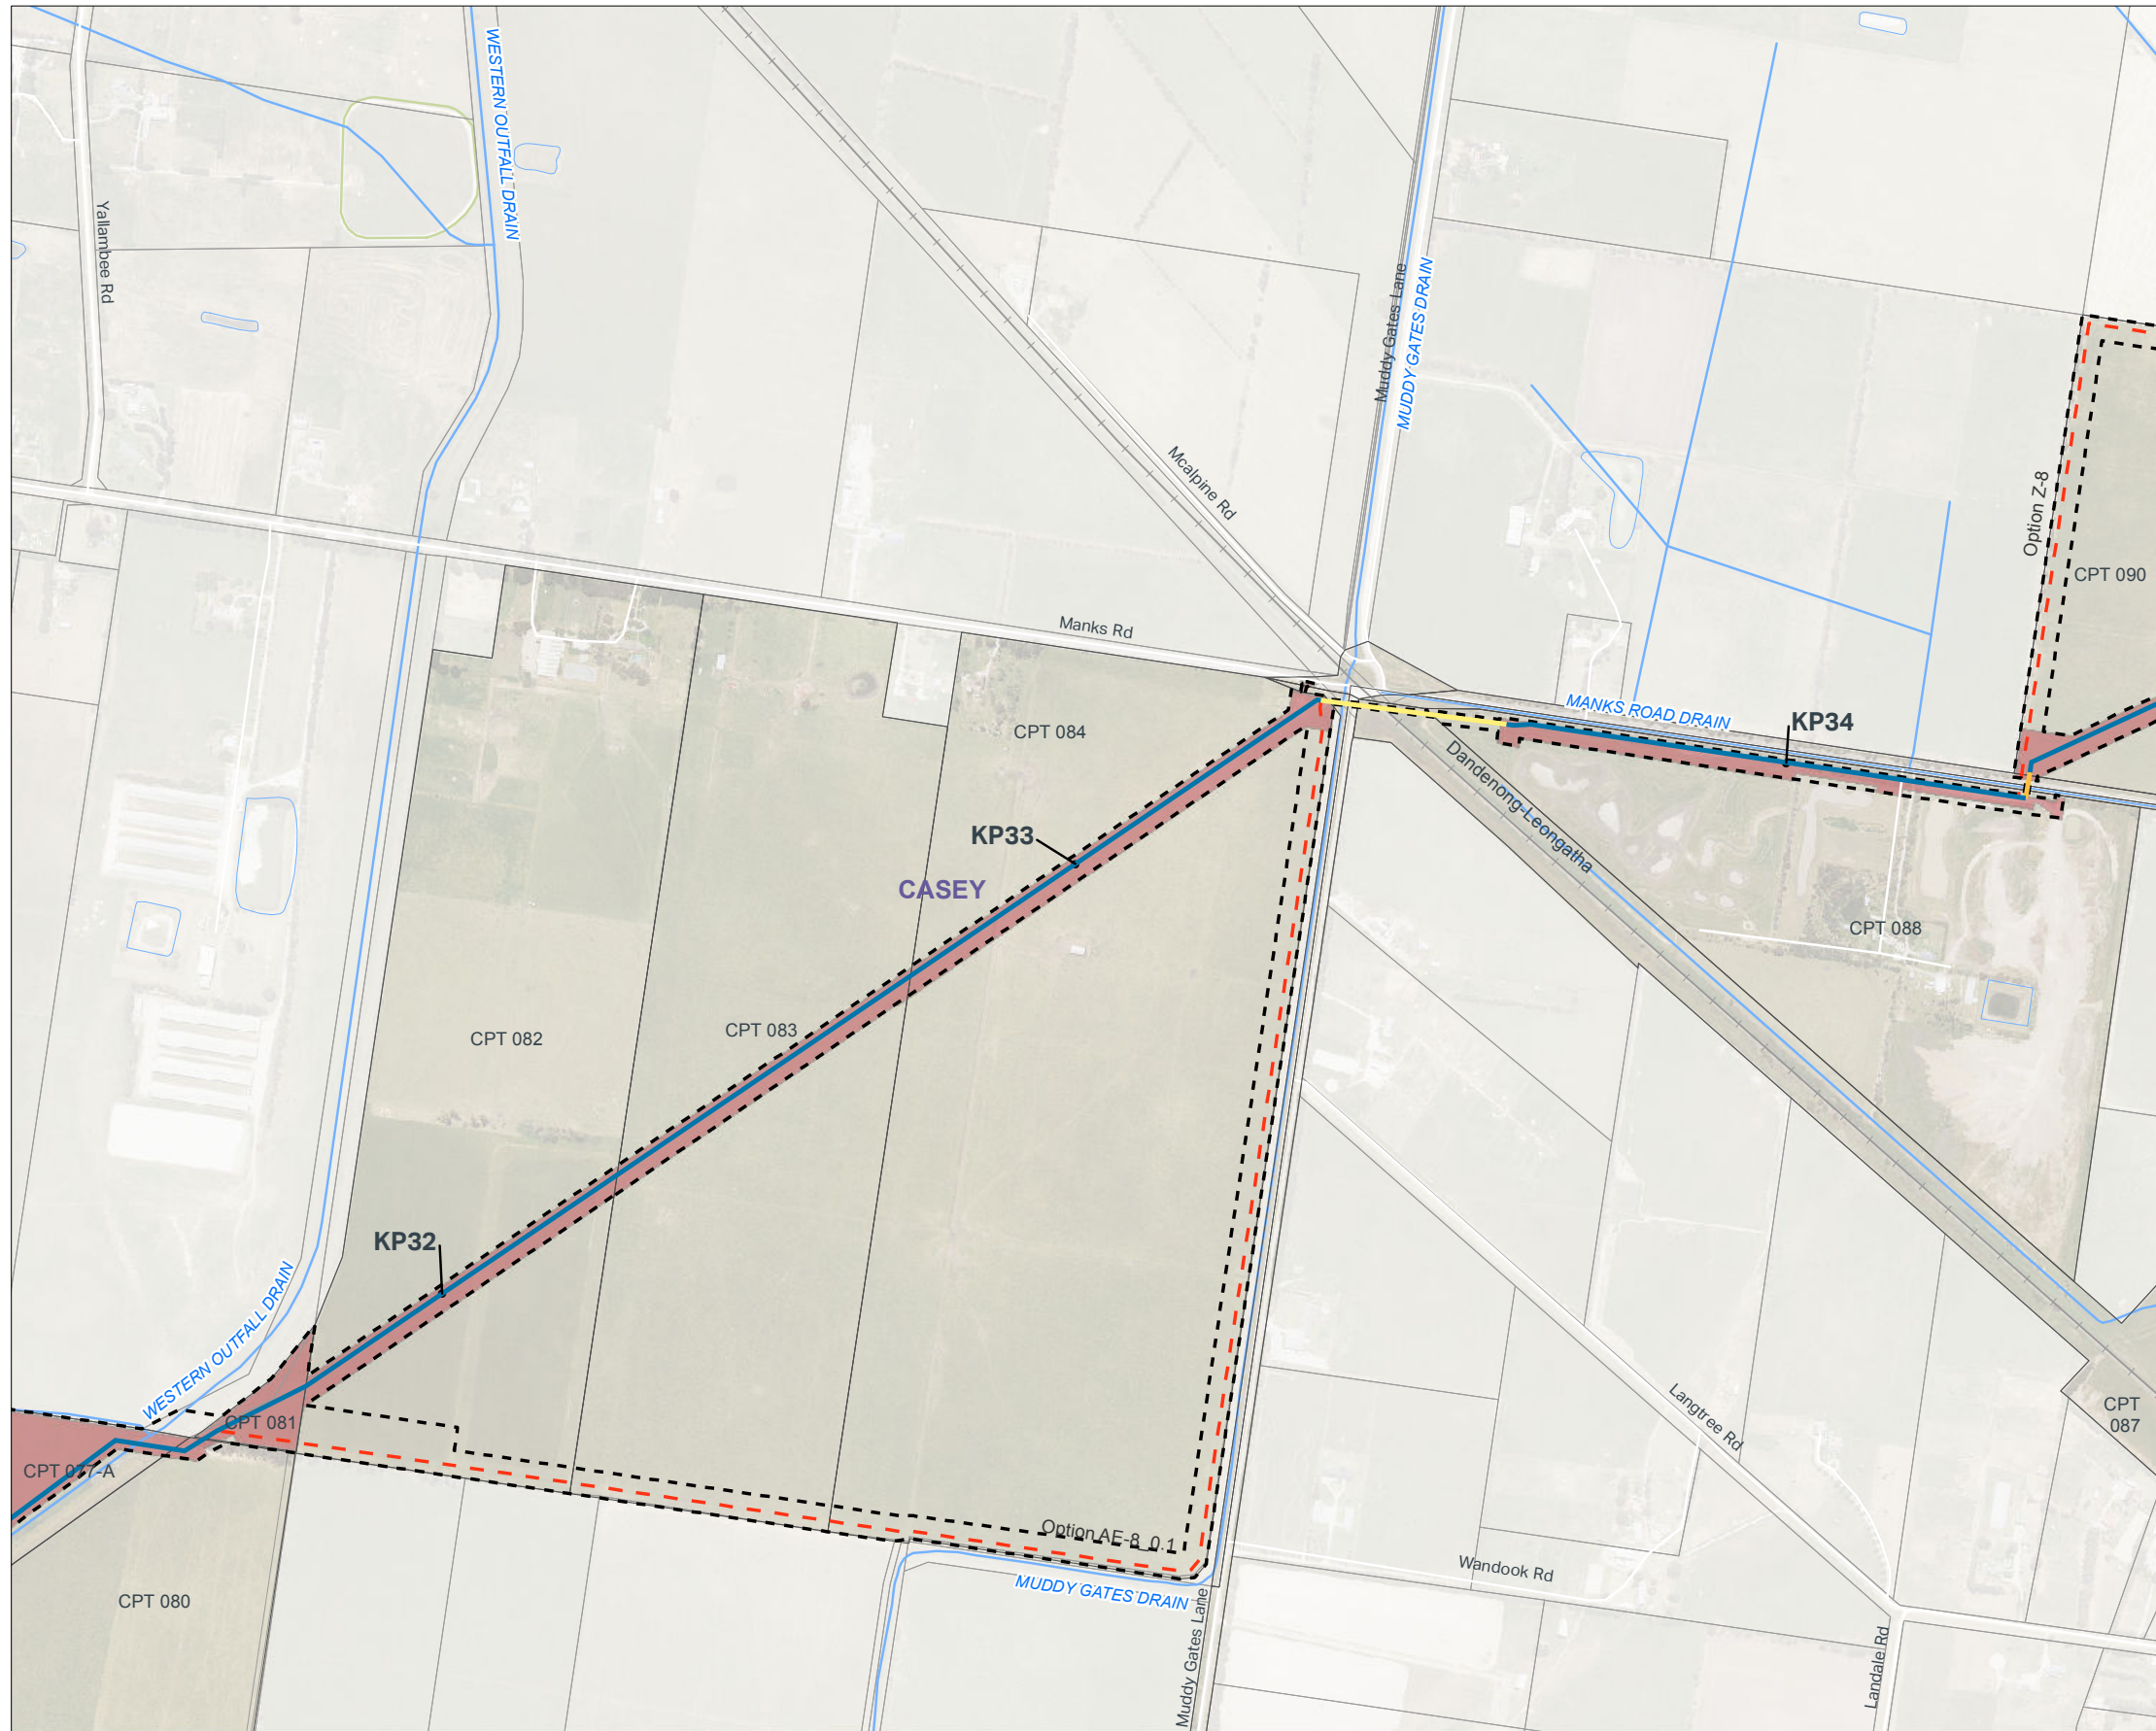 WESTERN OUTFALL DRAIN
Yallambee Rd
Muddy Gates Lane
MUDDY GATES DRAIN
Mcalpine Rd
Option Z-8
CPT 090
Manks Rd
MANKS ROAD DRAIN
KP34
CPT 084
Dandenong-Leongatha
KP33
CASEY
CPT 088
CPT 083
CPT 082
KP32
WESTERN OUTFALL DRAIN
CPT 081
CPT 077-A
Langtree Rd
CPT
087
Option AE-8_0.1
Wandook Rd
MUDDY GATES DRAIN
CPT 080
Muddy Gates Lane
Landale Rd